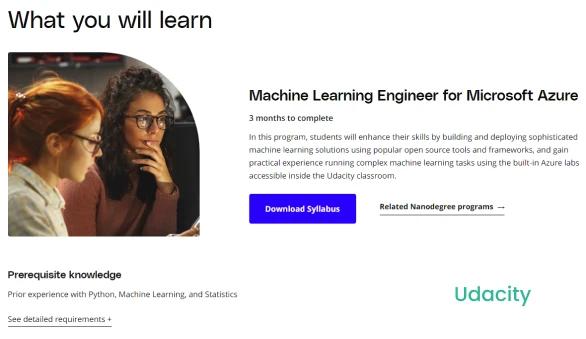 What you will learn
Machine Learning Engineer for Microsoft Azure
3 months to complete
In this program, students will enhance their skills by building and deploying sophisticated
machine learning solutions using popular open source tools and frameworks, and gain
practical experience running complex machine learning tasks using the built-in Azure labs
accessible inside the Udacity classroom.
Download Syllabus
Related Nanodegree programs →
Prerequisite knowledge
Prior experience with Python, Machine Learning, and Statistics
See detailed requirements +
Udacity